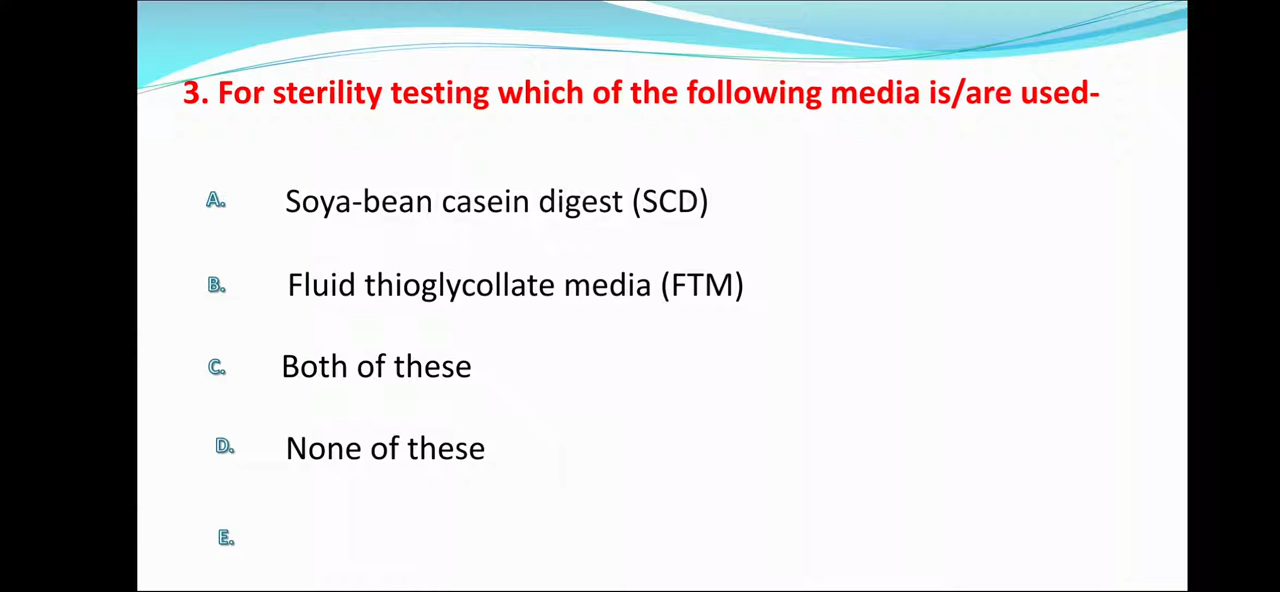 3. For sterility testing which of the following media is/are used-
A. Soya-bean casein digest (SCD)
B. Fluid thioglycollate media (FTM)
C. Both of these
D. None of these
E.